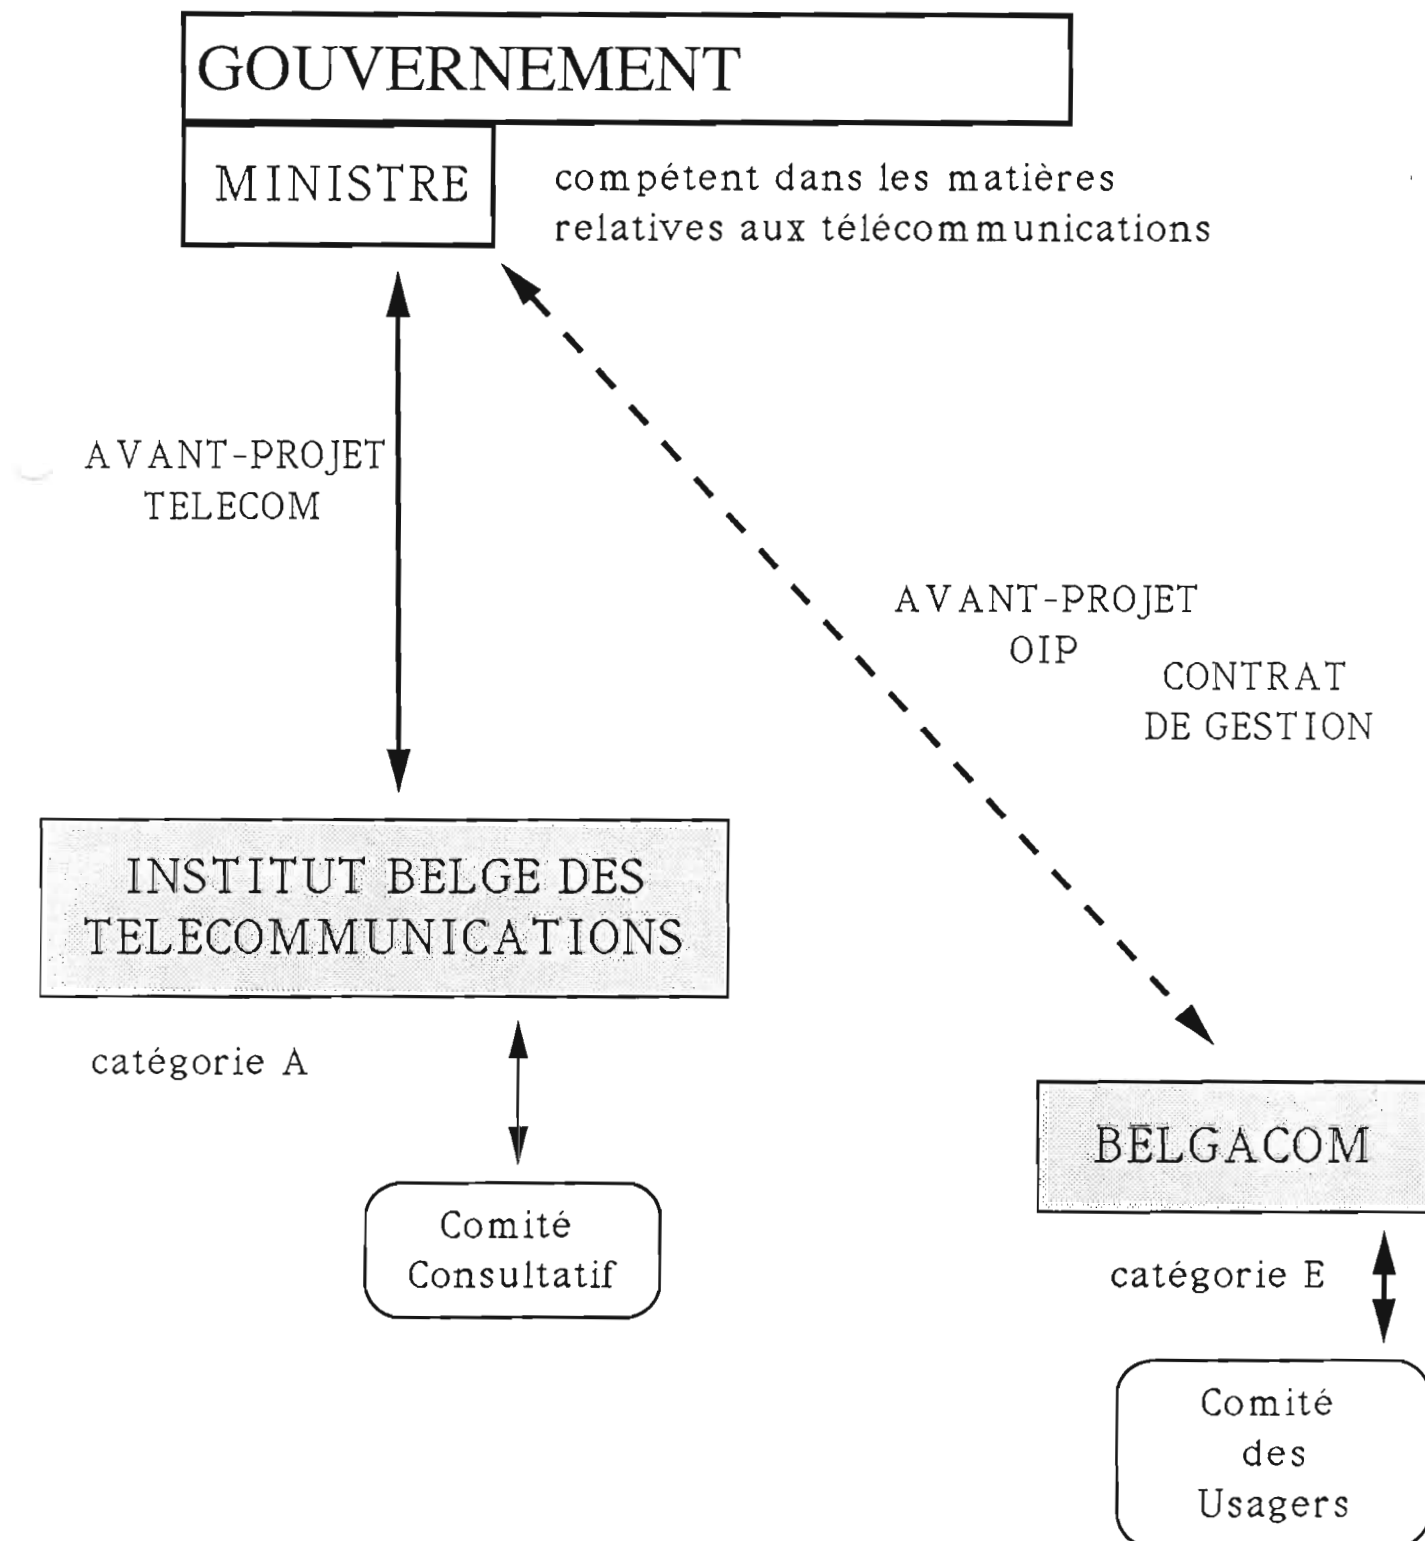 GOUVERNEMENT
MINISTRE
compétent dans les matières
relatives aux télécommunications
AVANT-PROJET
TELECOM
AVANT-PROJET
OIP
CONTRAT
DE GESTION
INSTITUT BELGE DES
TELECOMMUNICATIONS
catégorie A
Comité
Consultatif
BELGACOM
catégorie E
Comité
des
Usagers